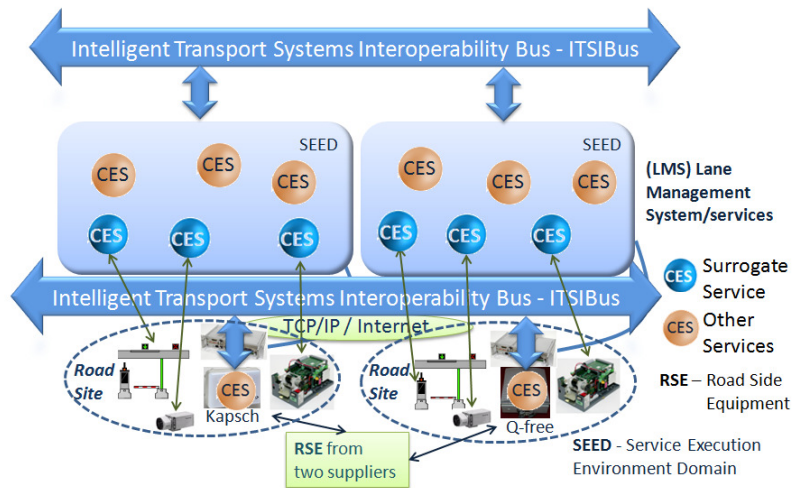 Intelligent Transport Systems Interoperability Bus - ITSIBus
SEED
CES
CES
CES
CES
CES
CES
SEED
CES
CES
CES
CES
CES
CES
(LMS) Lane
Management
System/services
Intelligent Transport Systems Interoperability Bus - ITSIBus
TCP/IP / Internet
CES
Surrogate
Service
CES
Other
Services
RSE – Road Side
Equipment
Road
Site
CES
Kapsch
Road
Site
CES
Q-free
RSE from
two suppliers
SEED - Service Execution
Environment Domain